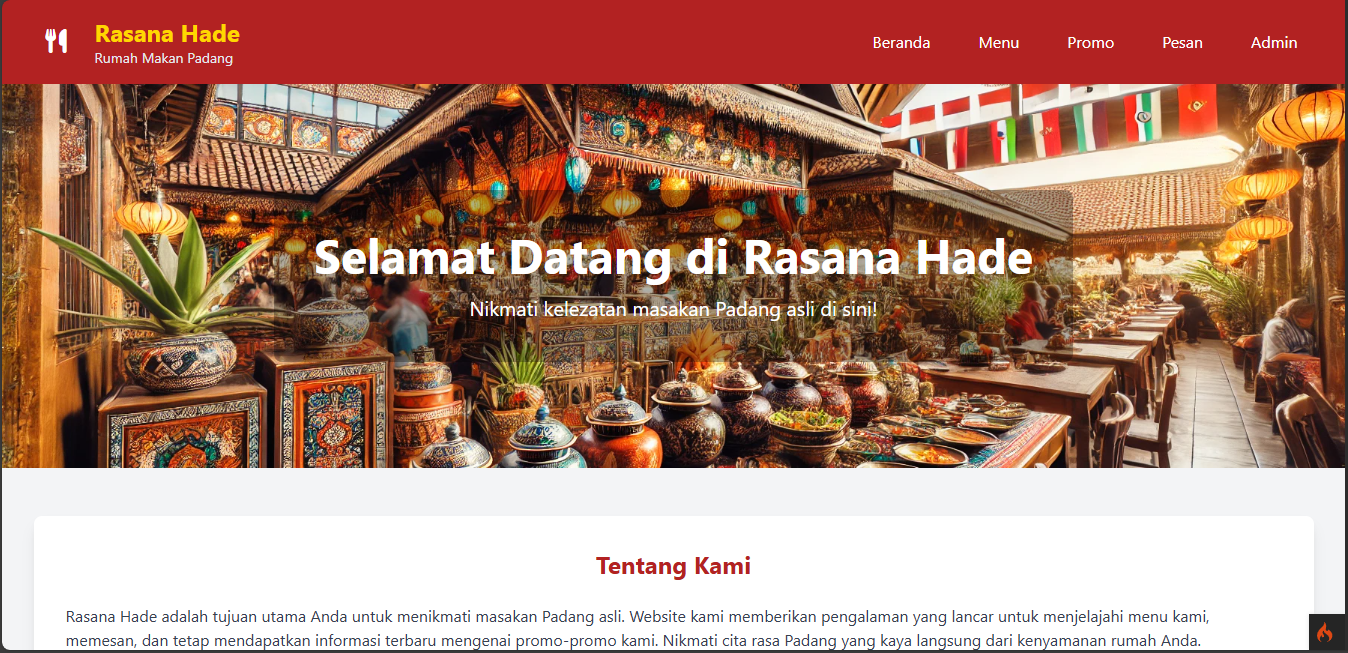 Rasana Hade
Rumah Makan Padang
Beranda
Menu
Promo
Pesan
Admin
Selamat Datang di Rasana Hade
Nikmati kelezatan masakan Padang asli di sini!
Tentang Kami
Rasana Hade adalah tujuan utama Anda untuk menikmati masakan Padang asli. Website kami memberikan pengalaman yang lancar untuk menjelajahi menu kami,
memesan, dan tetap mendapatkan informasi terbaru mengenai promo-promo kami. Nikmati cita rasa Padang yang kaya langsung dari kenyamanan rumah Anda.